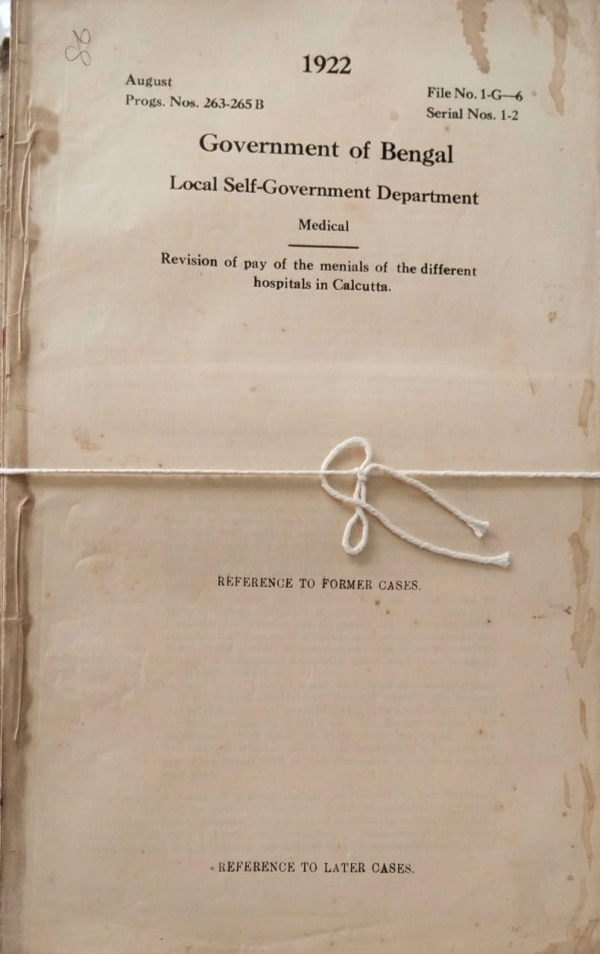 86
1922
August
Progs. Nos. 263-265 B
File No. 1-G—6
Serial Nos. 1-2
Government of Bengal
Local Self-Government Department
Medical
Revision of pay of the menials of the different
hospitals in Calcutta.
REFERENCE TO FORMER CASES.
REFERENCE TO LATER CASES.